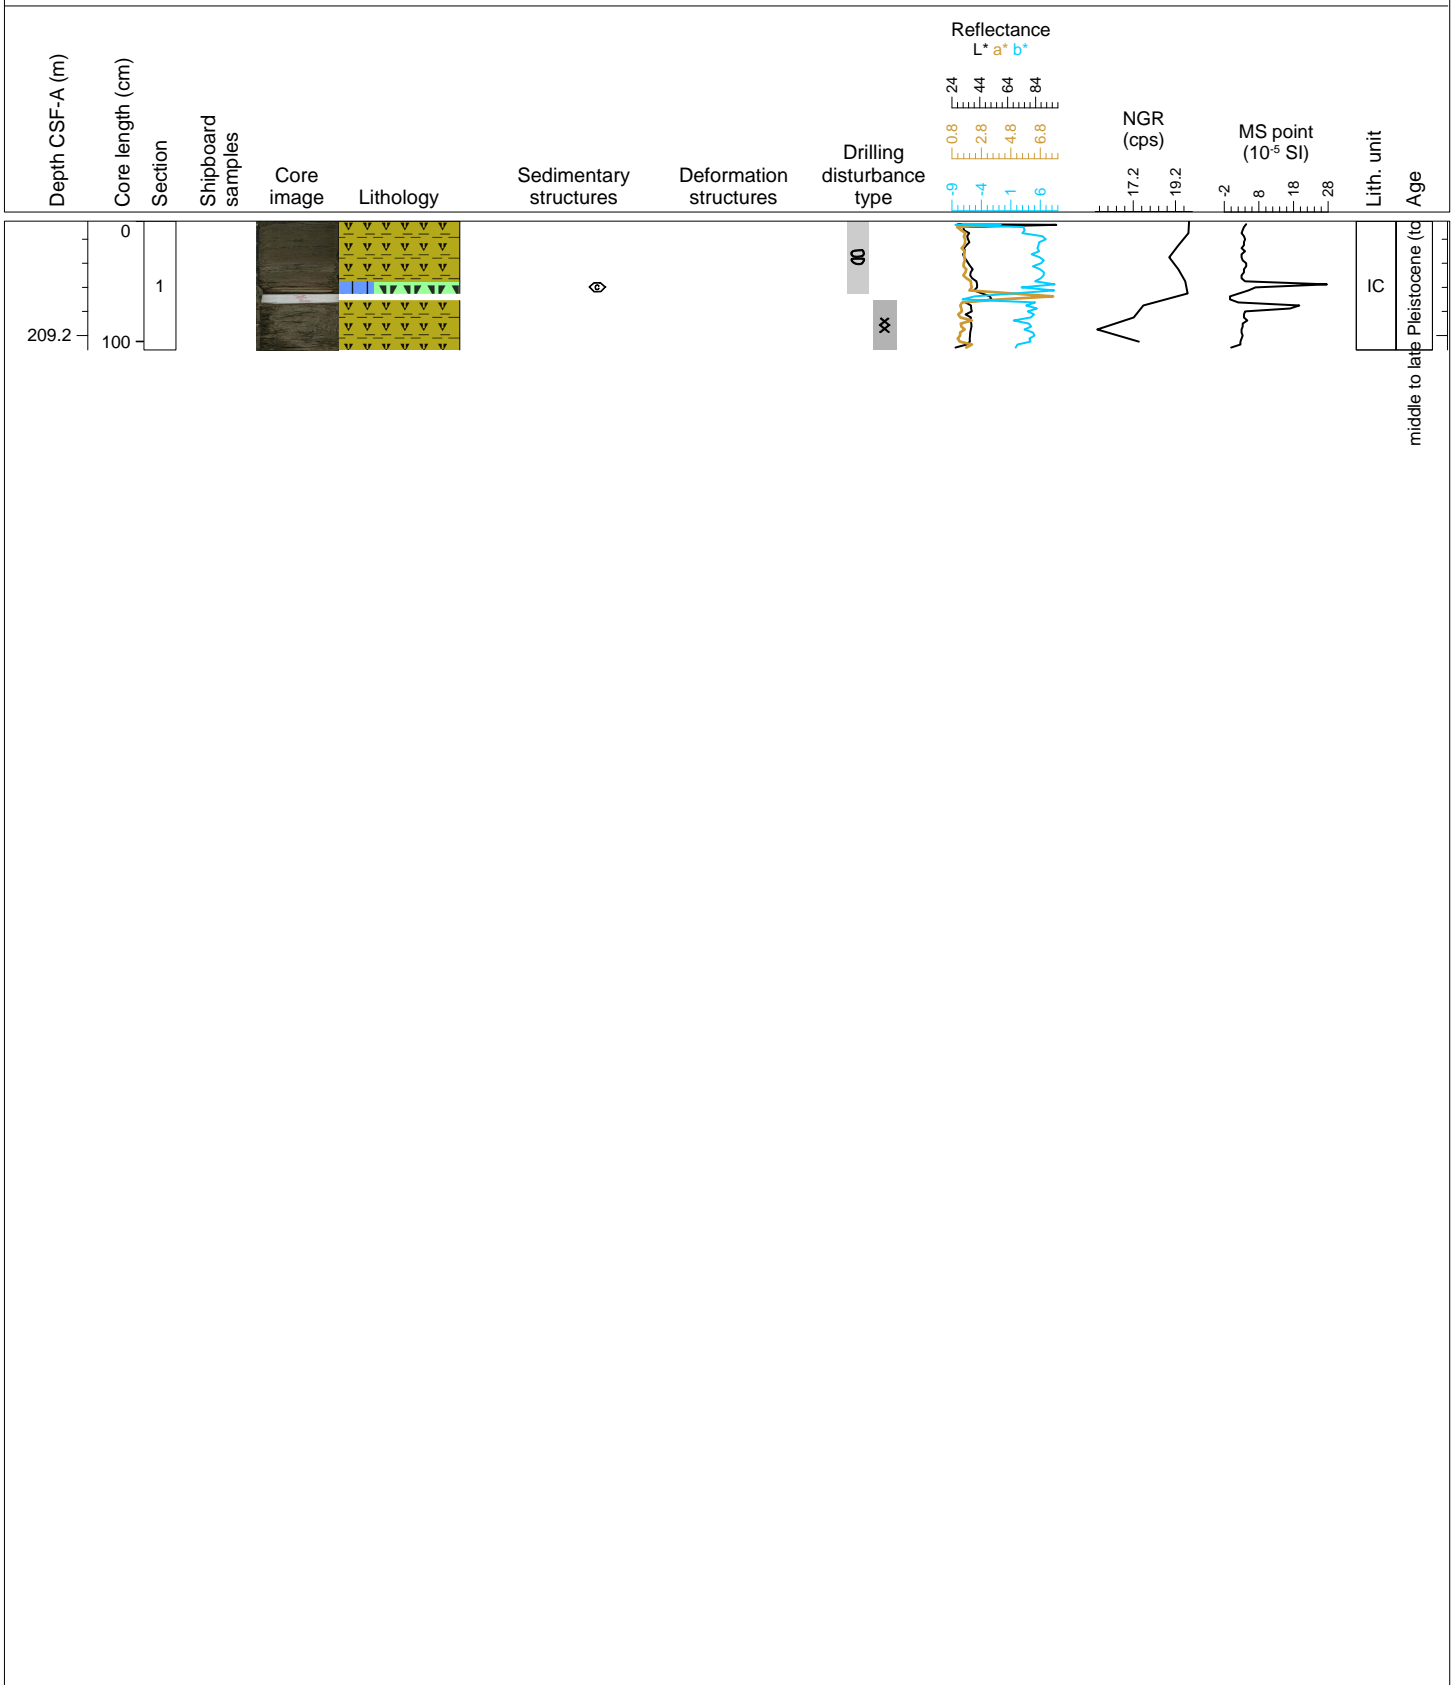 Depth CSF-A (m)
Core length (cm)
Section
Shipboard
samples
Core
image
Lithology
Sedimentary
structures
Deformation
structures
Drilling
disturbance
type
Reflectance
L* a* b*
24 44 64 84
0.8 2.8 4.8 6.8
-9 -4 1 6
NGR
(cps)
17.2 19.2
MS point
(10-5 SI)
-2 8 18 28
Lith. unit
Age
209.2
0
100
1
IC
middle to late Pleistocene (to